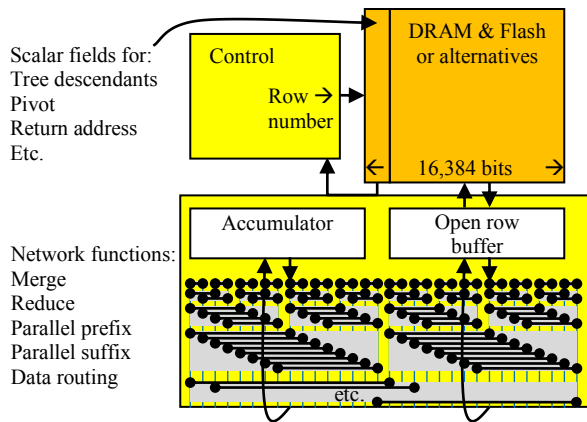 Scalar fields for:
Tree descendants
Pivot
Return address
Etc.
Control
Row →
number
DRAM & Flash
or alternatives
← 16,384 bits →
Accumulator
Open row
buffer
Network functions:
Merge
Reduce
Parallel prefix
Parallel suffix
Data routing
etc.